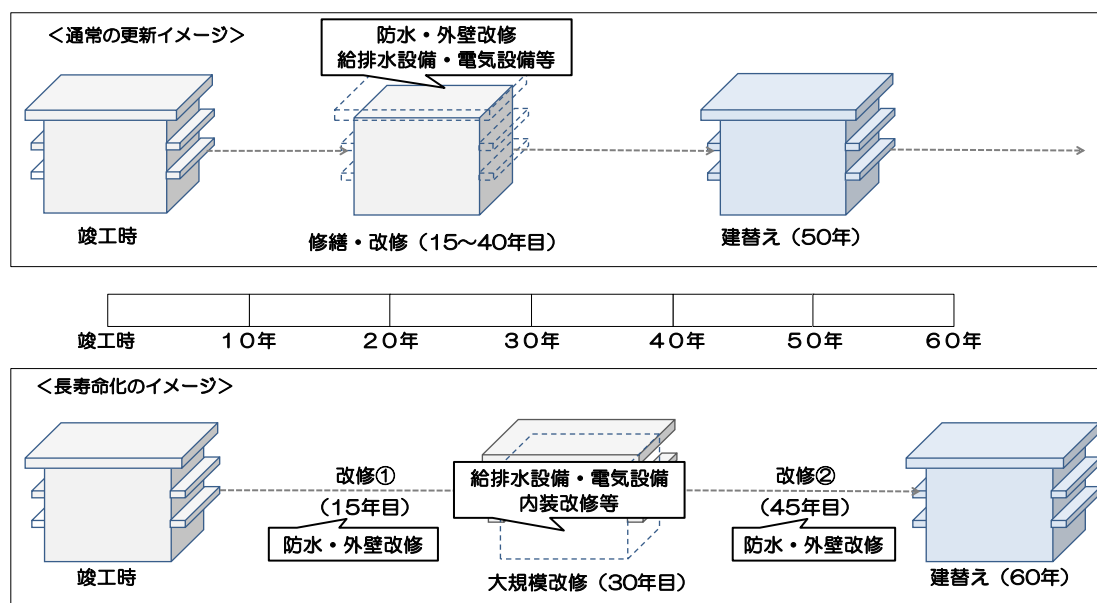 ＜通常の更新イメージ＞
防水・外壁改修
給排水設備・電気設備等
竣工時
修繕・改修（15～40年目）
建替え（50年）
竣工時
１０年
２０年
３０年
４０年
５０年
６０年
＜長寿命化のイメージ＞
改修①
（15年目）
防水・外壁改修
給排水設備・電気設備
内装改修等
改修②
（45年目）
防水・外壁改修
竣工時
大規模改修（30年目）
建替え（60年）